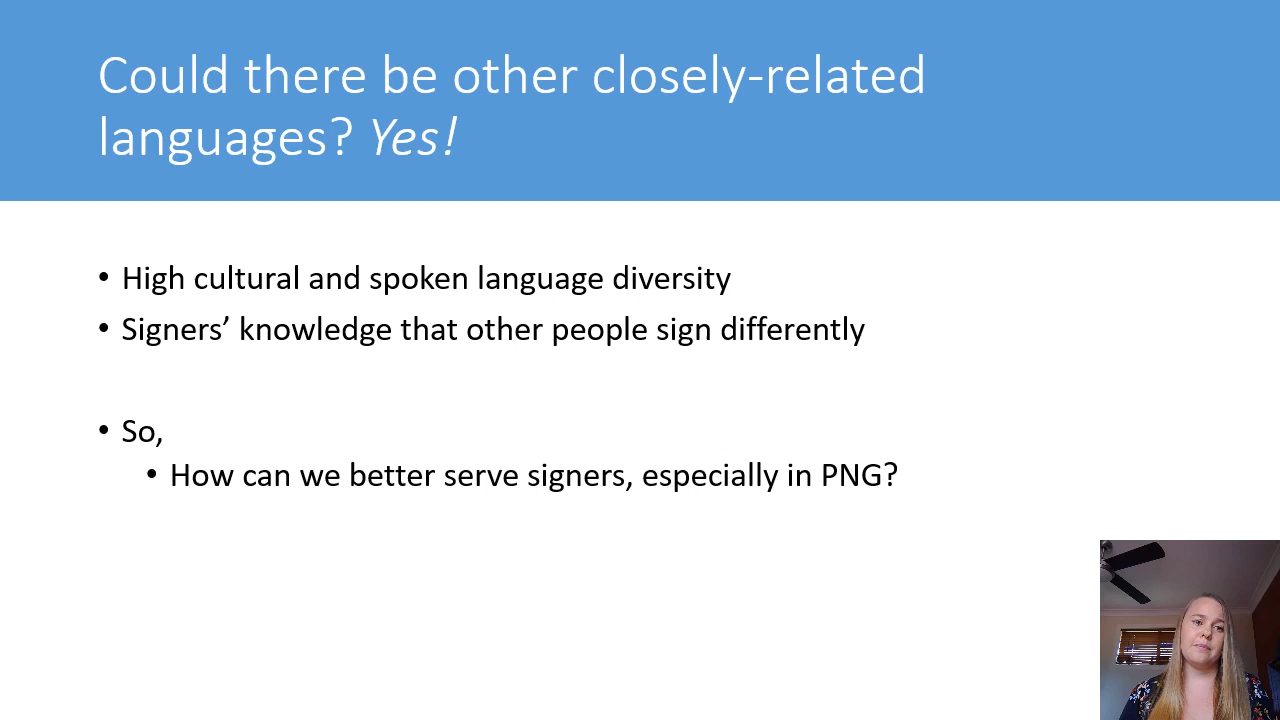 Could there be other closely-related
languages? Yes!
• High cultural and spoken language diversity
• Signers’ knowledge that other people sign differently
• So,
• How can we better serve signers, especially in PNG?